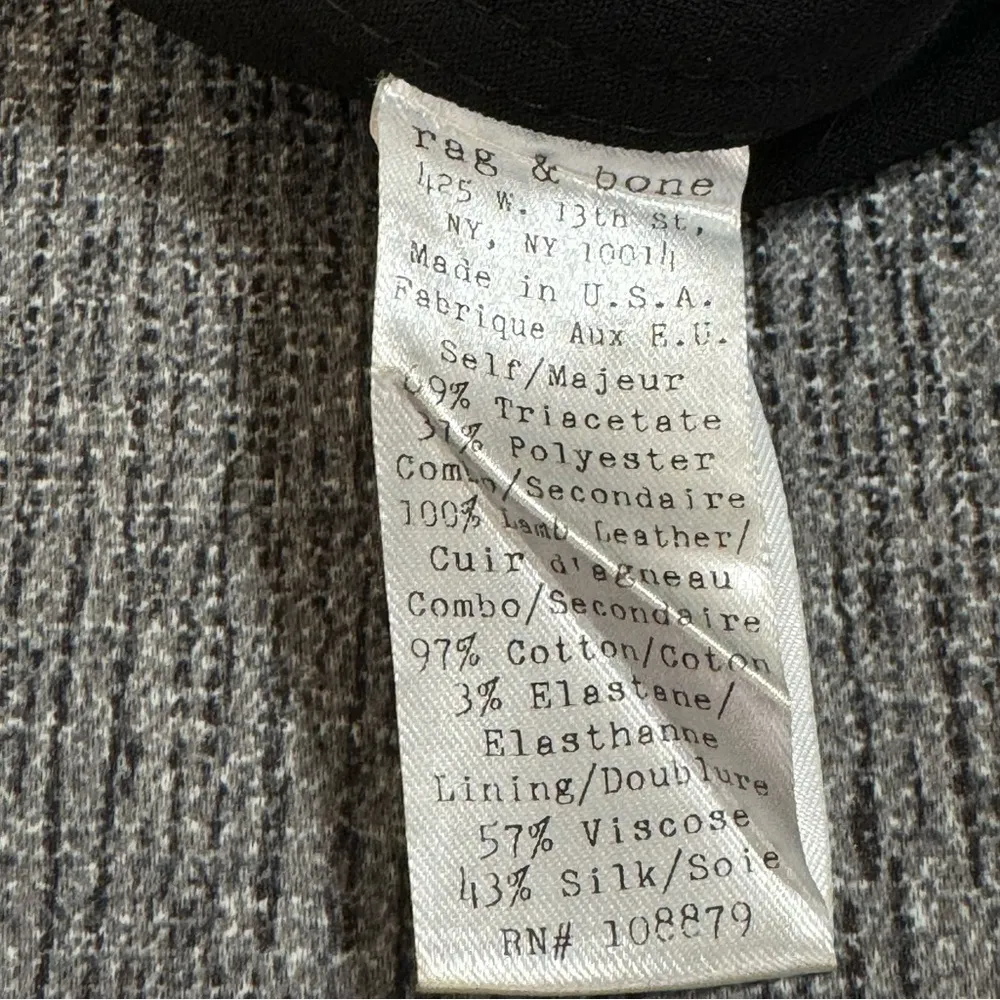 rag & bone
425 W. 13th St,
NY, NY 10014
Made in U.S.A.
Fabrique Aux E.U.
Self/Majeur
69% Triacetate
31% Polyester
Combo/Secondaire
100% Lamb Leather/
Cuir d'agneau
Combo/Secondaire
97% Cotton/Coton
3% Elastane/
Elasthanne
Lining/Doublure
57% Viscose
43% Silk/Soie
RN# 108879